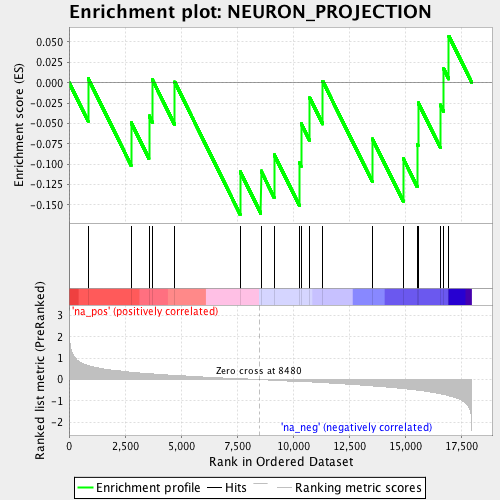 Enrichment plot: NEURON_PROJECTION
Enrichment score (ES)
0.050
0.025
0.000
-0.025
-0.050
-0.075
-0.100
-0.125
-0.150
'na_pos' (positively correlated)
Ranked list metric (PreRanked)
3
2
1
0
-1
-2
Zero cross at 8480
'na_neg' (negatively correlated)
0
2,500
5,000
7,500
10,000
12,500
15,000
17,500
Rank in Ordered Dataset
Enrichment profile
Hits
Ranking metric scores